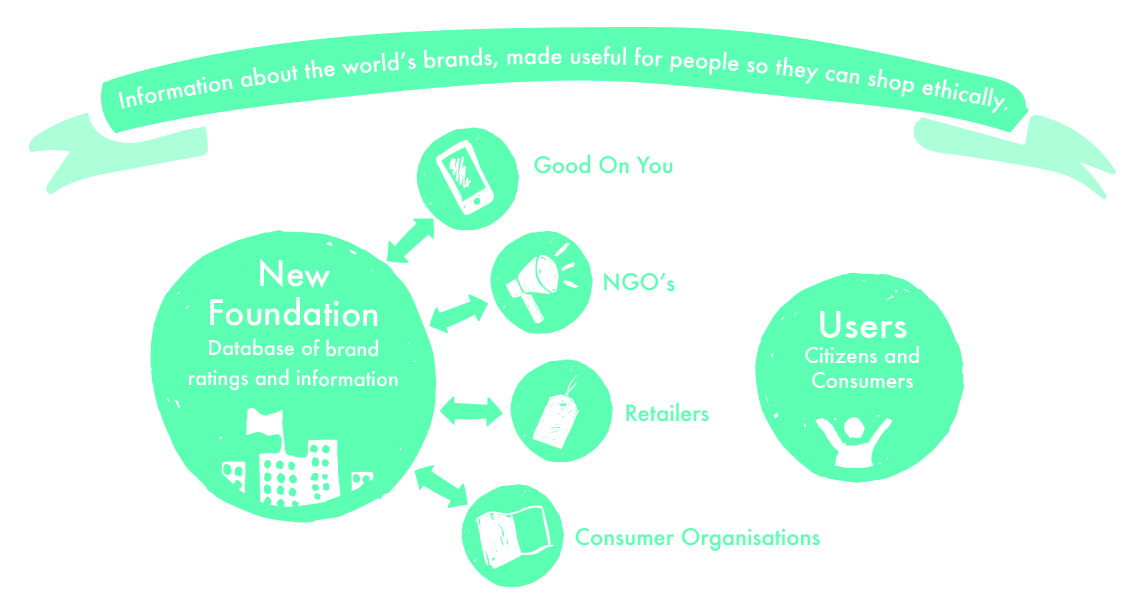 Information about the world's brands, made useful for people so they can shop ethically.
Good On You
New
Foundation
Database of brand
ratings and information
NGO's
Retailers
Consumer Organisations
Users
Citizens and
Consumers